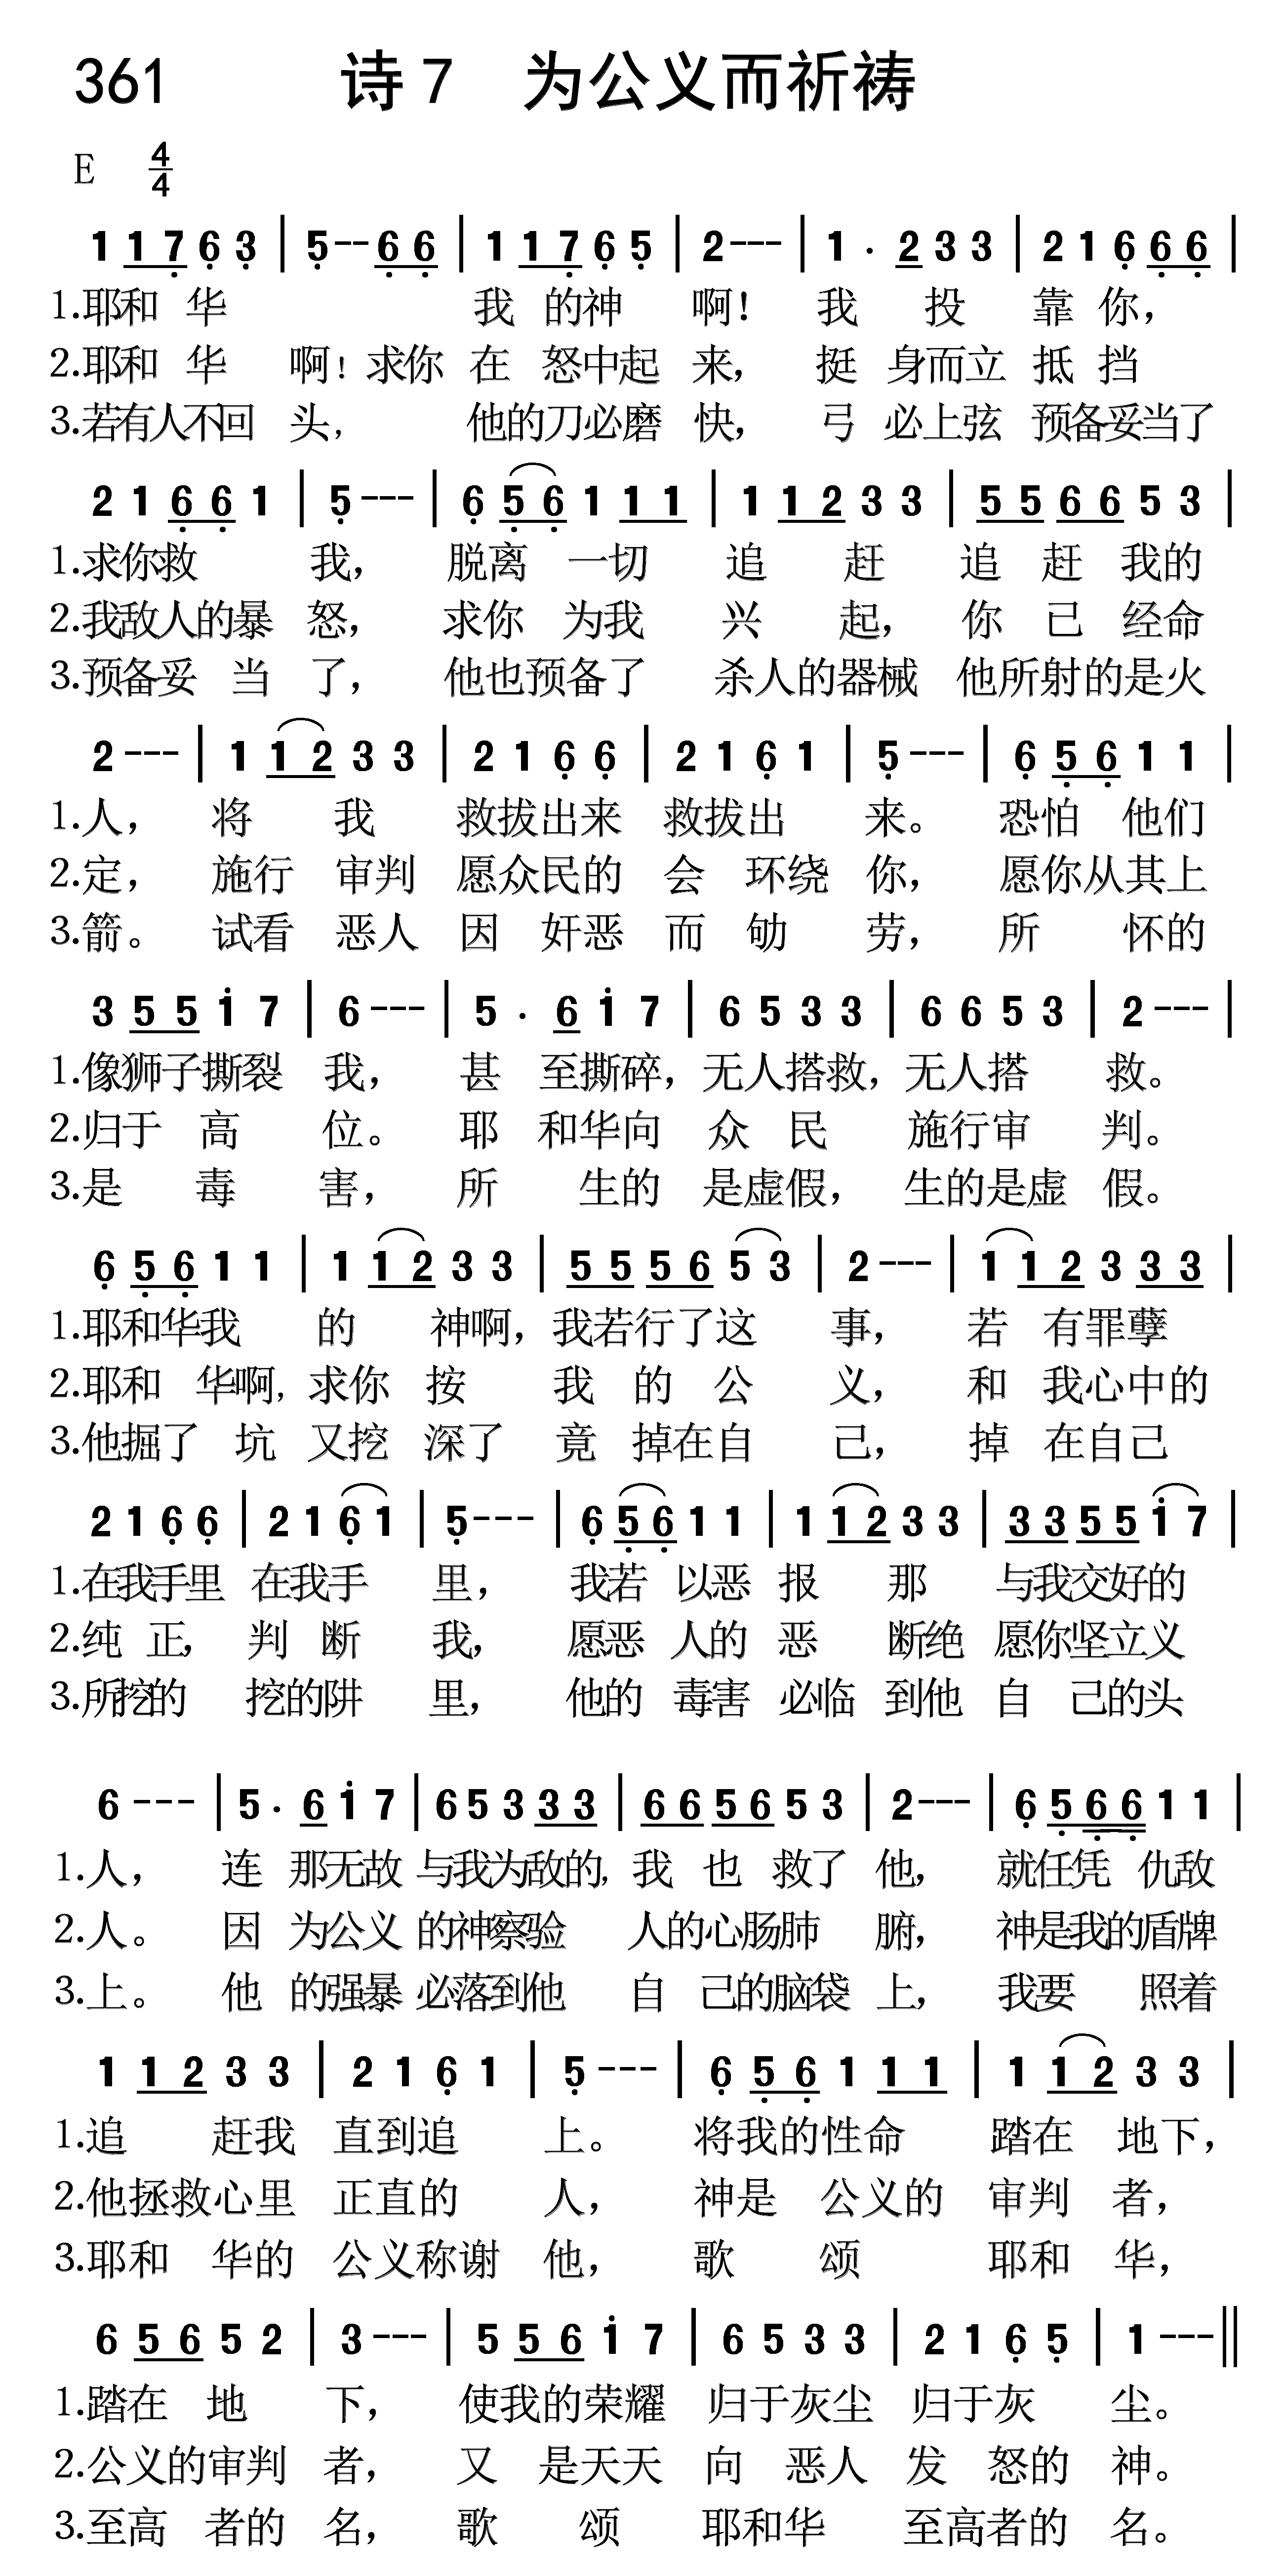 361 诗7 为公义而祈祷
E 4/4
1 1 7 6 3 | 5 - - 6 6 | 1 1 7 6 5 | 2 - - - | 1 · 2 3 3 | 2 1 6 6 6 |
1.耶和 华 我 的神 啊! 我 投 靠 你,
2.耶和 华 啊! 求你 在 怒中起 来, 挺 身而立 抵 挡
3.若有人不回 头, 他的刀必磨 快, 弓 必上弦 预备妥当了
2 1 6 6 1 | 5 - - - | 6 5 6 1 1 1 | 1 1 2 3 3 | 5 5 6 6 5 3 |
1.求你救 我, 脱离 一切 追 赶 追 赶 我的
2.我敌人的暴 怒, 求你 为我 兴 起, 你 已 经命
3.预备妥 当 了, 他也预备了 杀人的器械 他所射的是火
2 - - - | 1 1 2 3 3 | 2 1 6 6 | 2 1 6 1 | 5 - - - | 6 5 6 1 1 |
1.人, 将 我 救拔出来 救拔出 来。 恐怕 他们
2.定, 施行 审判 愿众民的 会 环绕 你, 愿你从其上
3.箭。 试看 恶人 因 奸恶 而 劬 劳, 所 怀的
3 5 5 i 7 | 6 - - - | 5 · 6 i 7 | 6 5 3 3 | 6 6 5 3 | 2 - - - |
1.像狮子撕裂 我, 甚 至撕碎, 无人搭救, 无人搭 救。
2.归于 高 位。 耶 和华向 众 民 施行审 判。
3.是 毒 害, 所 生的 是虚假, 生的是虚 假。
6 5 6 1 1 | 1 1 2 3 3 | 5 5 5 6 5 3 | 2 - - - | 1 1 2 3 3 3 |
1.耶和华我 的 神啊, 我若行了这 事, 若 有罪孽
2.耶和 华啊, 求你 按 我 的 公 义, 和 我心中的
3.他掘了 坑 又挖 深了 竟 掉在自 己, 掉 在自己
2 1 6 6 | 2 1 6 1 | 5 - - - | 6 5 6 1 1 | 1 1 2 3 3 | 3 3 5 5 i 7 |
1.在我手里 在我手 里, 我若 以恶 报 那 与我交好的
2.纯 正, 判 断 我, 愿恶 人的 恶 断绝 愿你坚立义
3.所挖的 挖的阱 里, 他的 毒害 必临 到他 自 己的头
6 - - - | 5 · 6 i 7 | 6 5 3 3 3 | 6 6 5 6 5 3 | 2 - - - | 6 5 6 6 1 1 |
1.人, 连 那无故 与我为敌的, 我 也 救了 他, 就任凭 仇敌
2.人。 因 为公义 的神察验 人的心肠肺 腑, 神是我的盾牌
3.上。 他 的强暴 必落到他 自 己的脑袋 上, 我要 照着
1 1 2 3 3 | 2 1 6 1 | 5 - - - | 6 5 6 1 1 1 | 1 1 2 3 3 |
1.追 赶我 直到追 上。 将我的性命 踏在 地下,
2.他拯救心里 正直的 人, 神是 公义的 审判 者,
3.耶和 华的 公义称谢 他, 歌 颂 耶和 华,
6 5 6 5 2 | 3 - - - | 5 5 6 i 7 | 6 5 3 3 | 2 1 6 5 | 1 - - - ||
1.踏在 地 下, 使我的荣耀 归于灰尘 归于灰 尘。
2.公义的审判 者, 又 是天天 向 恶人 发 怒的 神。
3.至高 者的 名, 歌 颂 耶和华 至高者的 名。